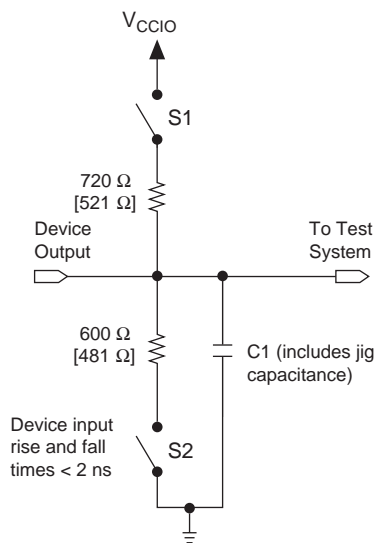 VCCIO
S1
720 Ω
[521 Ω]
Device
Output
To Test
System
600 Ω
[481 Ω]
C1 (includes jig
capacitance)
Device input
rise and fall
times < 2 ns
S2